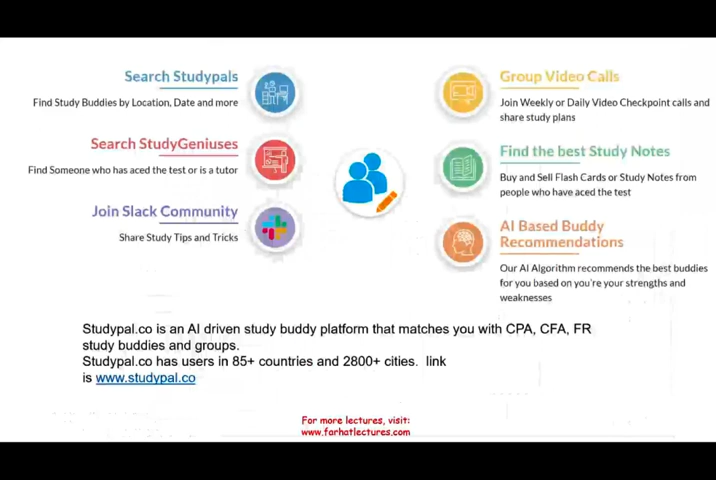 Search Studypals
Find Study Buddies by Location, Date and more
Search StudyGeniuses
Find Someone who has aced the test or is a tutor
Join Slack Community
Share Study Tips and Tricks
Group Video Calls
Join Weekly or Daily Video Checkpoint calls and
share study plans
Find the best Study Notes
Buy and Sell Flash Cards or Study Notes from
people who have aced the test
AI Based Buddy
Recommendations
Our AI Algorithm recommends the best buddies
for you based on you're your strengths and
weaknesses
Studypal.co is an AI driven study buddy platform that matches you with CPA, CFA, FR
study buddies and groups.
Studypal.co has users in 85+ countries and 2800+ cities. link
is www.studypal.co
For more lectures, visit:
www.farhatlectures.com